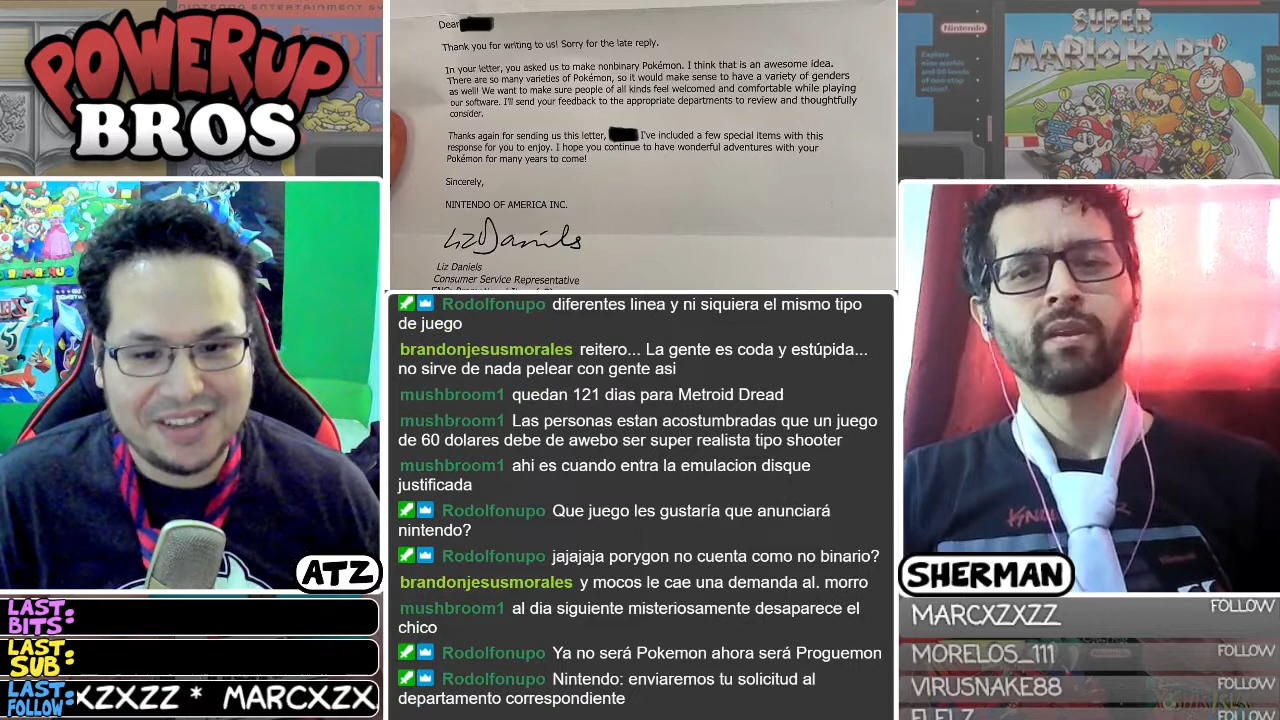 POWERUP
BROS
Dear
Thank you for writing to us! Sorry for the late reply.
In your letter, you asked us to make nonbinary Pokémon. I think that is an awesome idea.
There are so many varieties of Pokémon, so it would make sense to have a variety of genders
as well! We want to make sure people of all kinds feel welcomed and comfortable while playing
our software. I'll send your feedback to the appropriate departments to review and thoughtfully
consider.
Thanks again for sending us this letter, I've included a few special items with this
response for you to enjoy. I hope you continue to have wonderful adventures with your
Pokémon for many years to come!
Sincerely,
NINTENDO OF AMERICA INC.
Liz Daniels
Liz Daniels
Consumer Service Representative
Nintendo
SUPER
MARIO KART
Explore
new worlds
and 90 levels
of non-stop
action!
Rodolfonupo diferentes linea y ni siquiera el mismo tipo
de juego
brandonjesusmorales reitero... La gente es coda y estúpida...
no sirve de nada pelear con gente asi
mushbroom1 quedan 121 dias para Metroid Dread
mushbroom1 Las personas estan acostumbradas que un juego
de 60 dolares debe de awebo ser super realista tipo shooter
mushbroom1 ahi es cuando entra la emulacion disque
justificada
Rodolfonupo Que juego les gustaría que anunciará
nintendo?
Rodolfonupo jajajaja porygon no cuenta como no binario?
brandonjesusmorales y mocos le cae una demanda al. morro
mushbroom1 al dia siguiente misteriosamente desaparece el
chico
Rodolfonupo Ya no será Pokemon ahora será Proguemon
Rodolfonupo Nintendo: enviaremos tu solicitud al
departamento correspondiente
ATZ
SHERMAN
LAST
BITS:
LAST
SUB:
LAST
FOLLOW:
XZXZZ * MARCXZX
MARCXZXZZ FOLLOW
MORELOS_111 FOLLOW
VIRUSNAKE88 FOLLOW
FOLLOW